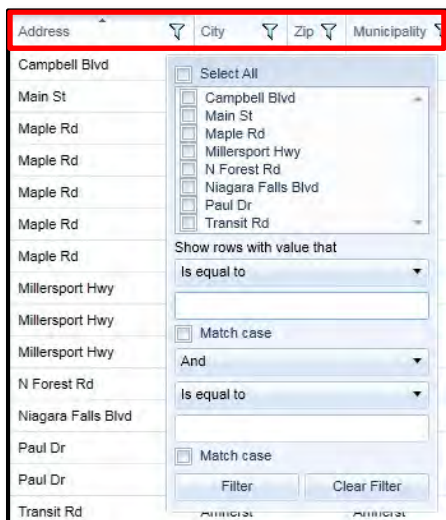 Address City Zip Municipality
Campbell Blvd
Main St
Maple Rd
Maple Rd
Maple Rd
Maple Rd
Maple Rd
Millersport Hwy
Millersport Hwy
Millersport Hwy
N Forest Rd
Niagara Falls Blvd
Paul Dr
Paul Dr
Transit Rd Amherst Amherst
Select All
Campbell Blvd
Main St
Maple Rd
Millersport Hwy
N Forest Rd
Niagara Falls Blvd
Paul Dr
Transit Rd
Show rows with value that
Is equal to
Match case
And
Is equal to
Match case
Filter Clear Filter